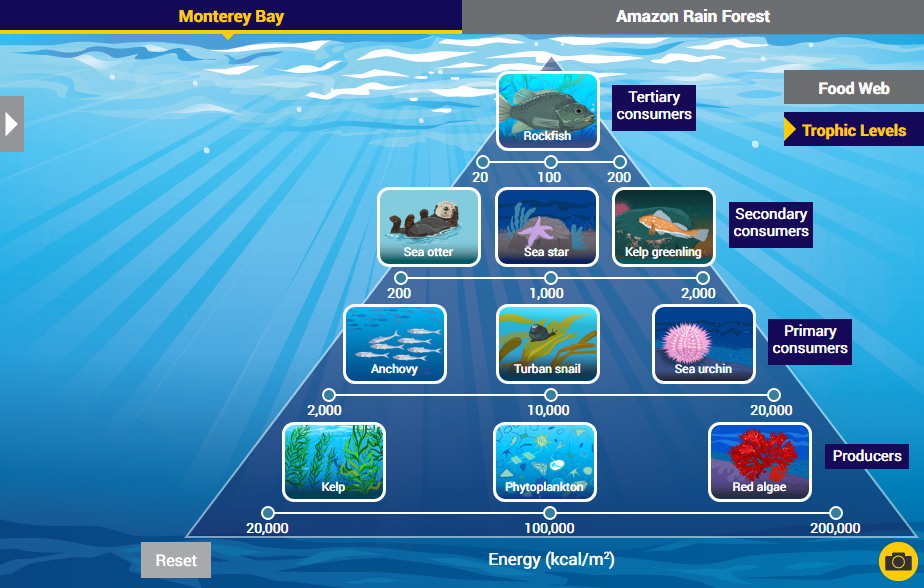 Monterey Bay
Amazon Rain Forest
Food Web
Trophic Levels
Rockfish
Tertiary
consumers
20 100 200
Sea otter
Sea star
Kelp greenling
Secondary
consumers
200 1,000 2,000
Anchovy
Turban snail
Sea urchin
Primary
consumers
2,000 10,000 20,000
Kelp
Phytoplankton
Red algae
Producers
20,000 100,000 200,000
Reset
Energy (kcal/m²)